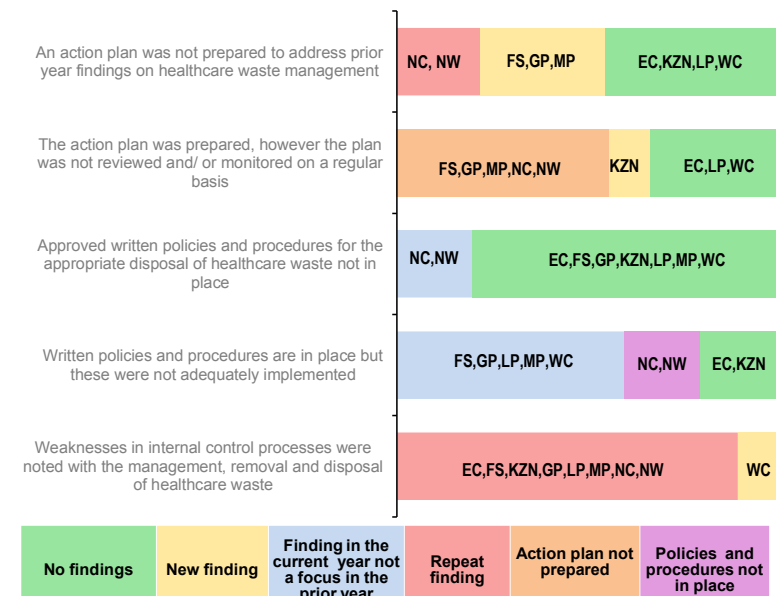 An action plan was not prepared to address prior
year findings on healthcare waste management
NC, NW
FS,GP,MP
EC,KZN,LP,WC
The action plan was prepared, however the plan
was not reviewed and/ or monitored on a regular
basis
FS,GP,MP,NC,NW
KZN
EC,LP,WC
Approved written policies and procedures for the
appropriate disposal of healthcare waste not in
place
NC,NW
EC,FS,GP,KZN,LP,MP,WC
Written policies and procedures are in place but
these were not adequately implemented
FS,GP,LP,MP,WC
NC,NW
EC,KZN
Weaknesses in internal control processes were
noted with the management, removal and disposal
of healthcare waste
EC,FS,KZN,GP,LP,MP,NC,NW
WC
No findings
New finding
Finding in the
current year not
a focus in the
prior year
Repeat
finding
Action plan not
prepared
Policies and
procedures not
in place